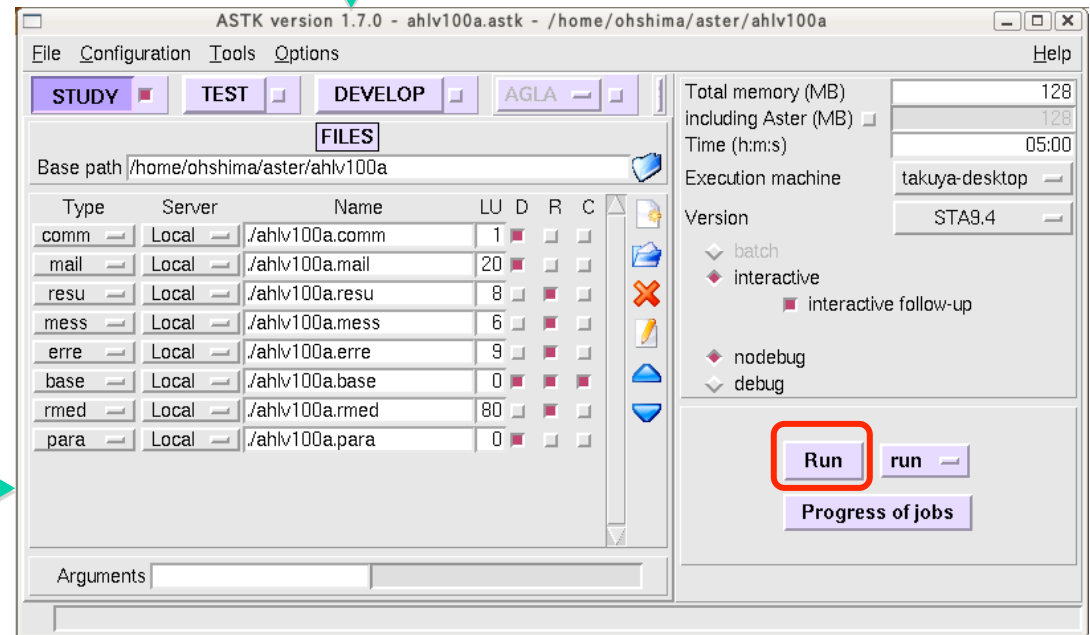 ASTK version 1.7.0 - ahlv100a.astk - /home/ohshima/aster/ahlv100a
File Configuration Tools Options Help
STUDY TEST DEVELOP AGLA
FILES
Base path /home/ohshima/aster/ahlv100a
Type Server Name LU D R C
comm Local ./ahlv100a.comm 1
mail Local ./ahlv100a.mail 20
resu Local ./ahlv100a.resu 8
mess Local ./ahlv100a.mess 6
erre Local ./ahlv100a.erre 9
base Local ./ahlv100a.base 0
rmed Local ./ahlv100a.rmed 80
para Local ./ahlv100a.para 0
Arguments
Total memory (MB) 128
including Aster (MB) 128
Time (h:m:s) 05:00
Execution machine takuya-desktop
Version STA9.4
batch
interactive
interactive follow-up
nodebug
debug
Run run
Progress of jobs